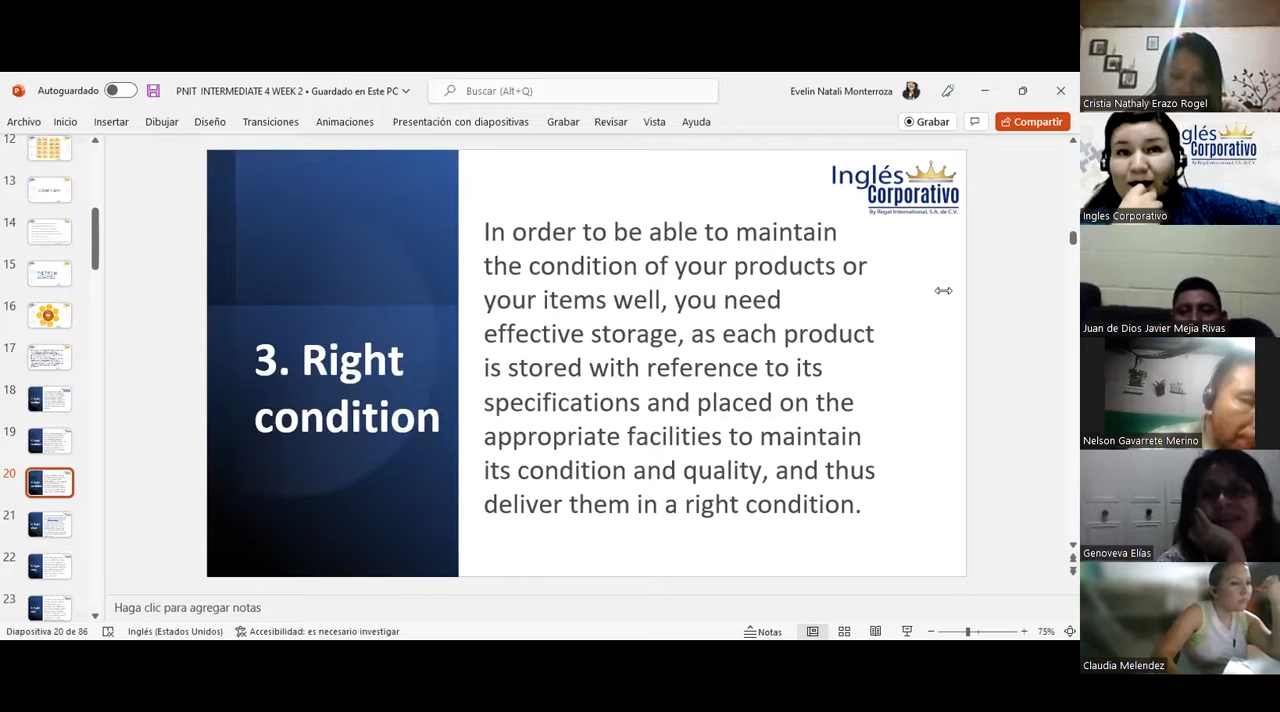 Autoguardado
PNIT INTERMEDIATE 4 WEEK 2 • Guardado en Este PC
Buscar (Alt+Q)
Evelin Natali Monterroza
Archivo Inicio Insertar Dibujar Diseño Transiciones Animaciones Presentación con diapositivas Grabar Revisar Vista Ayuda
Grabar
Compartir
12
13
14
15
16
17
18
19
20
21
22
23
3. Right
condition
Inglés
Corporativo
By Regal International, S.A. de C.V.
In order to be able to maintain
the condition of your products or
your items well, you need
effective storage, as each product
is stored with reference to its
specifications and placed on the
appropriate facilities to maintain
its condition and quality, and thus
deliver them in a right condition.
Haga clic para agregar notas
Diapositiva 20 de 86
Inglés (Estados Unidos)
Accesibilidad: es necesario investigar
Notas
75%
Cristia Nathaly Erazo Rogel
glés
Corporativo
Ingles Corporativo
Juan de Dios Javier Mejia Rivas
Nelson Gavarrete Merino
Genoveva Elías
Claudia Melendez